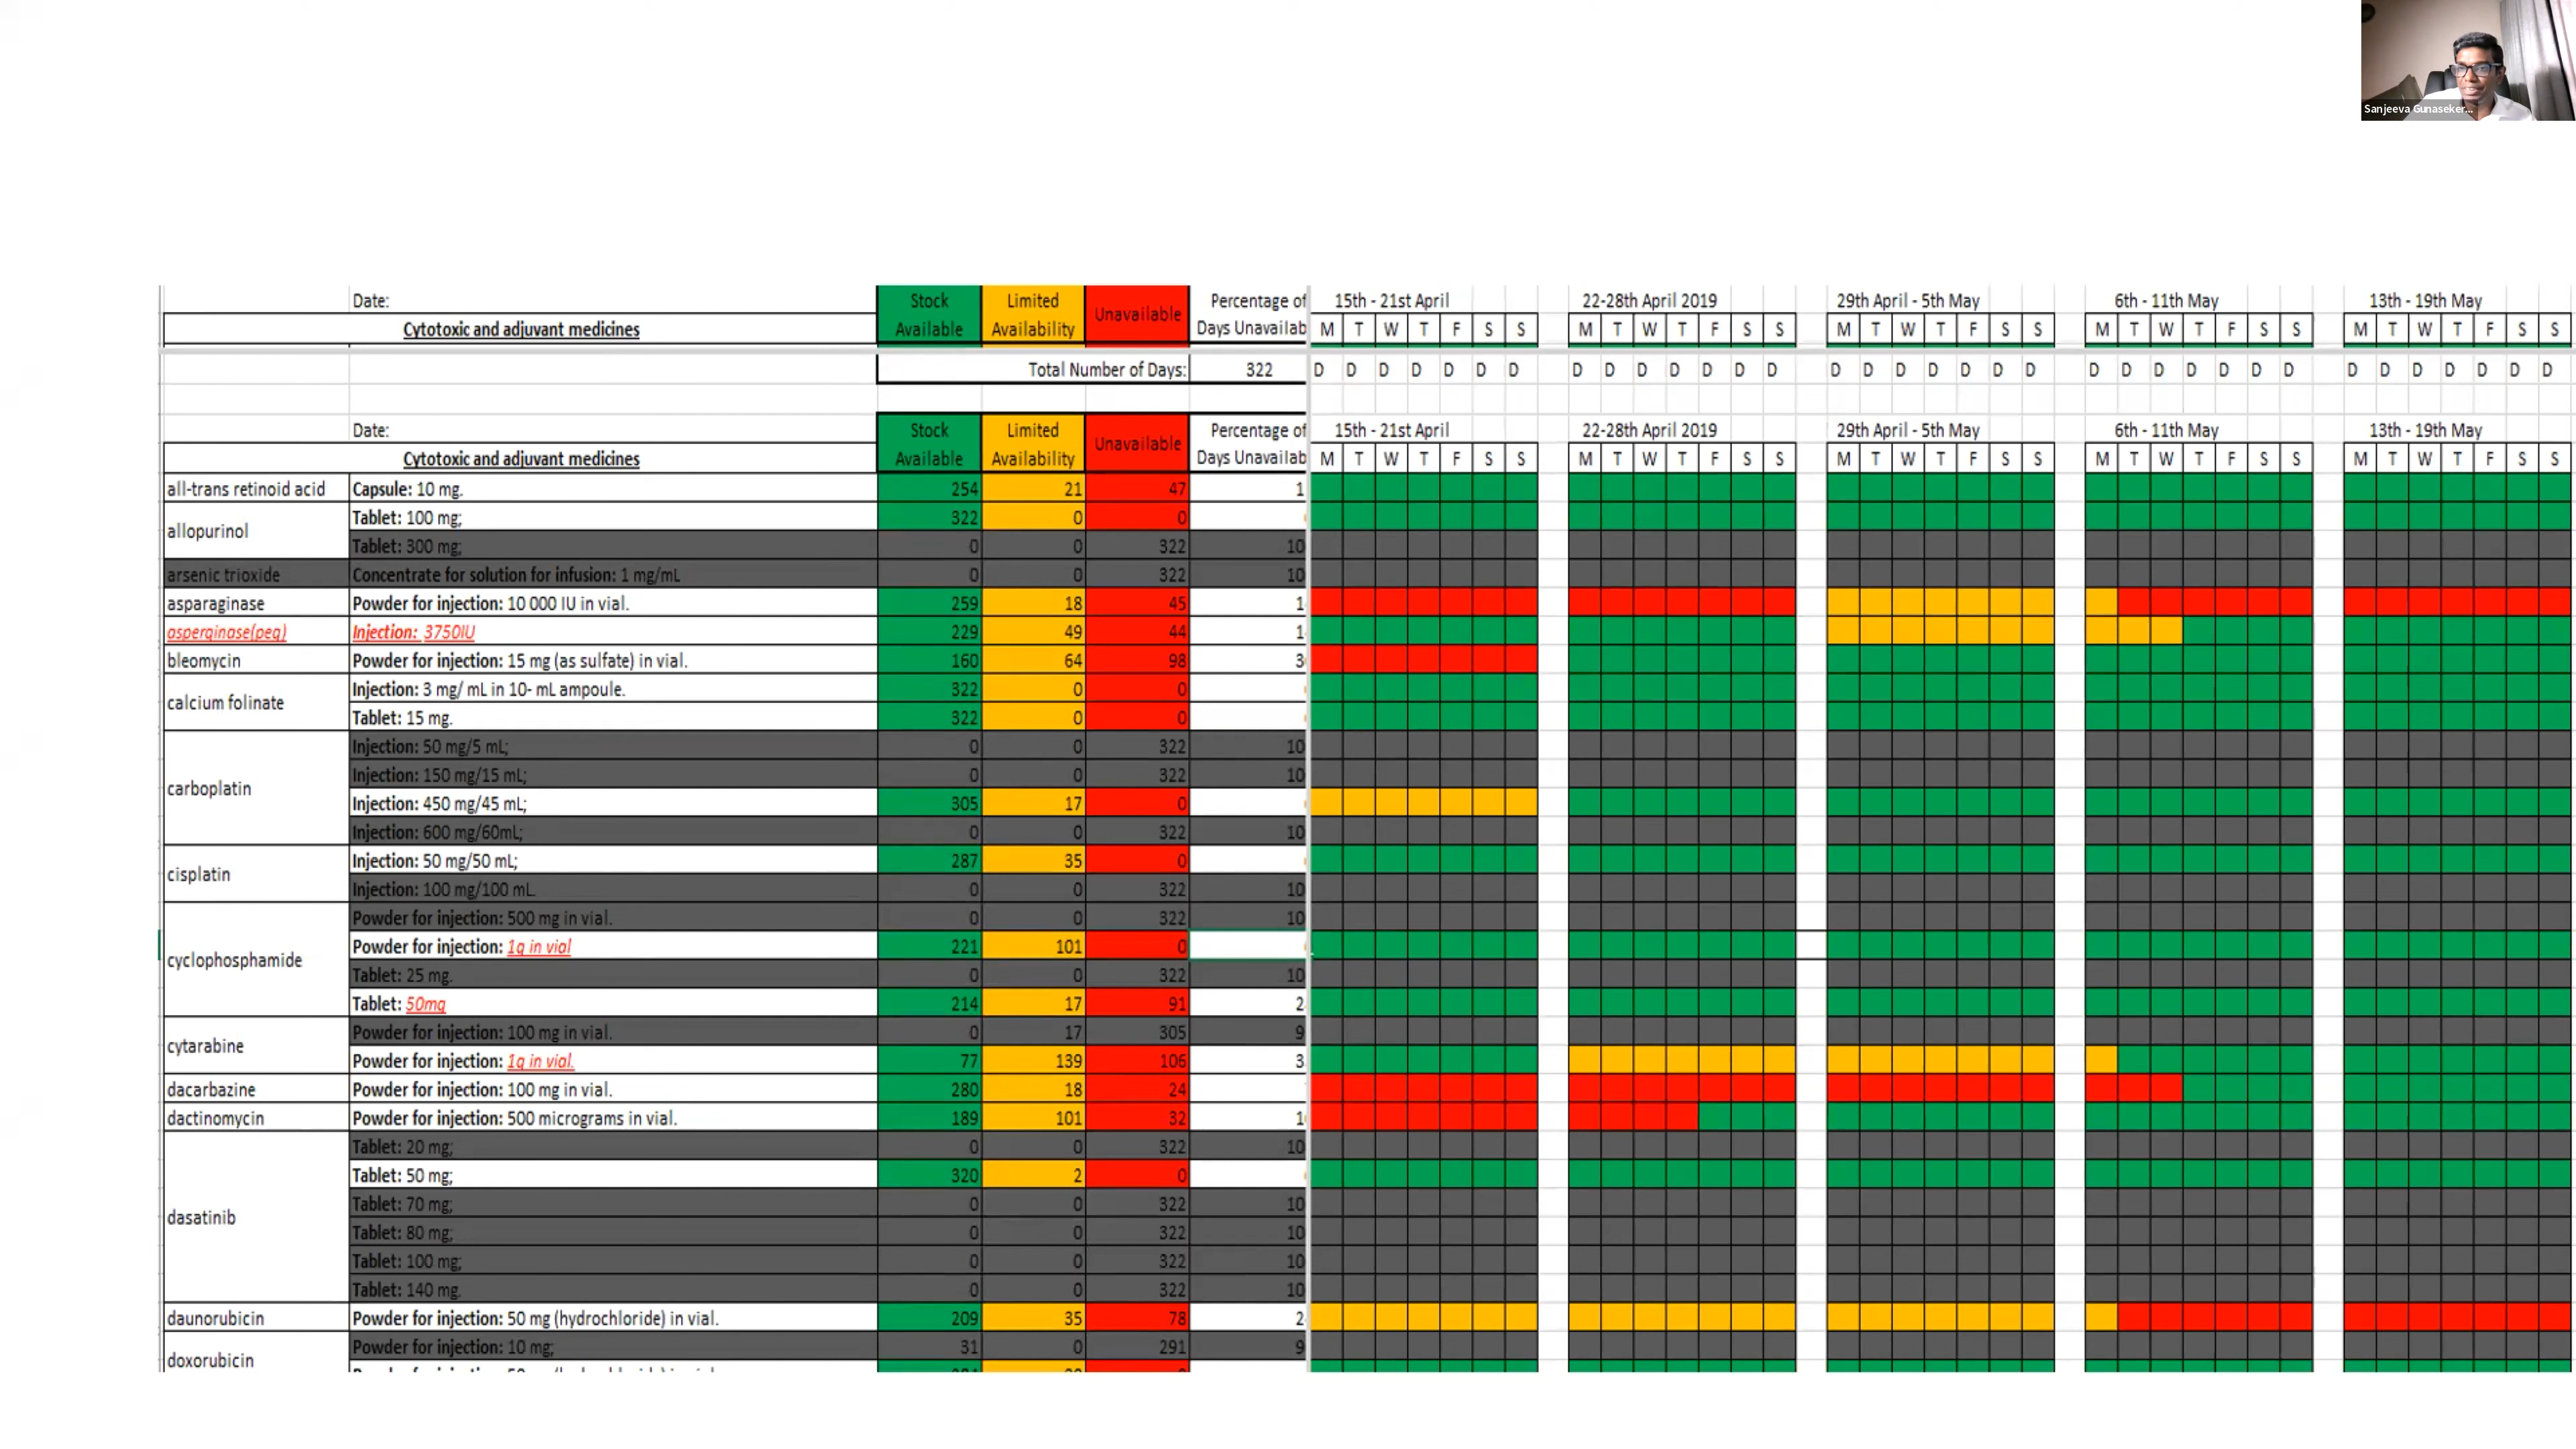 Sanjeeva Gunaseker...
Date: Stock Available Limited Availability Unavailable Percentage of Days Unavailab 15th - 21st April 22-28th April 2019 29th April - 5th May 6th - 11th May 13th - 19th May
Cytotoxic and adjuvant medicines M T W T F S S M T W T F S S M T W T F S S M T W T F S S M T W T F S S
Total Number of Days: 322 D D D D D D D D D D D D D D D D D D D D D D D D D D D D D D D D D D D
Date: Stock Available Limited Availability Unavailable Percentage of Days Unavailab 15th - 21st April 22-28th April 2019 29th April - 5th May 6th - 11th May 13th - 19th May
Cytotoxic and adjuvant medicines M T W T F S S M T W T F S S M T W T F S S M T W T F S S M T W T F S S
all-trans retinoid acid Capsule: 10 mg. 254 21 47 1
allopurinol Tablet: 100 mg; 322 0 0
Tablet: 300 mg; 0 0 322 10
arsenic trioxide Concentrate for solution for infusion: 1 mg/mL 0 0 322 10
asparaginase Powder for injection: 10 000 IU in vial. 259 18 45 1
asperginase(peg) Injection: 3750IU 229 49 44 1
bleomycin Powder for injection: 15 mg (as sulfate) in vial. 160 64 98 3
calcium folinate Injection: 3 mg/ mL in 10- mL ampoule. 322 0 0
Tablet: 15 mg. 322 0 0
carboplatin Injection: 50 mg/5 mL; 0 0 322 10
Injection: 150 mg/15 mL; 0 0 322 10
Injection: 450 mg/45 mL; 305 17 0
Injection: 600 mg/60mL; 0 0 322 10
cisplatin Injection: 50 mg/50 mL; 287 35 0
Injection: 100 mg/100 mL 0 0 322 10
cyclophosphamide Powder for injection: 500 mg in vial. 0 0 322 10
Powder for injection: 1g in vial 221 101 0
Tablet: 25 mg. 0 0 322 10
Tablet: 50mg 214 17 91 2
cytarabine Powder for injection: 100 mg in vial. 0 17 305 9
Powder for injection: 1g in vial. 77 139 106 3
dacarbazine Powder for injection: 100 mg in vial. 280 18 24
dactinomycin Powder for injection: 500 micrograms in vial. 189 101 32 1
dasatinib Tablet: 20 mg; 0 0 322 10
Tablet: 50 mg; 320 2 0
Tablet: 70 mg; 0 0 322 10
Tablet: 80 mg; 0 0 322 10
Tablet: 100 mg; 0 0 322 10
Tablet: 140 mg. 0 0 322 10
daunorubicin Powder for injection: 50 mg (hydrochloride) in vial. 209 35 78 2
doxorubicin Powder for injection: 10 mg; 31 0 291 9